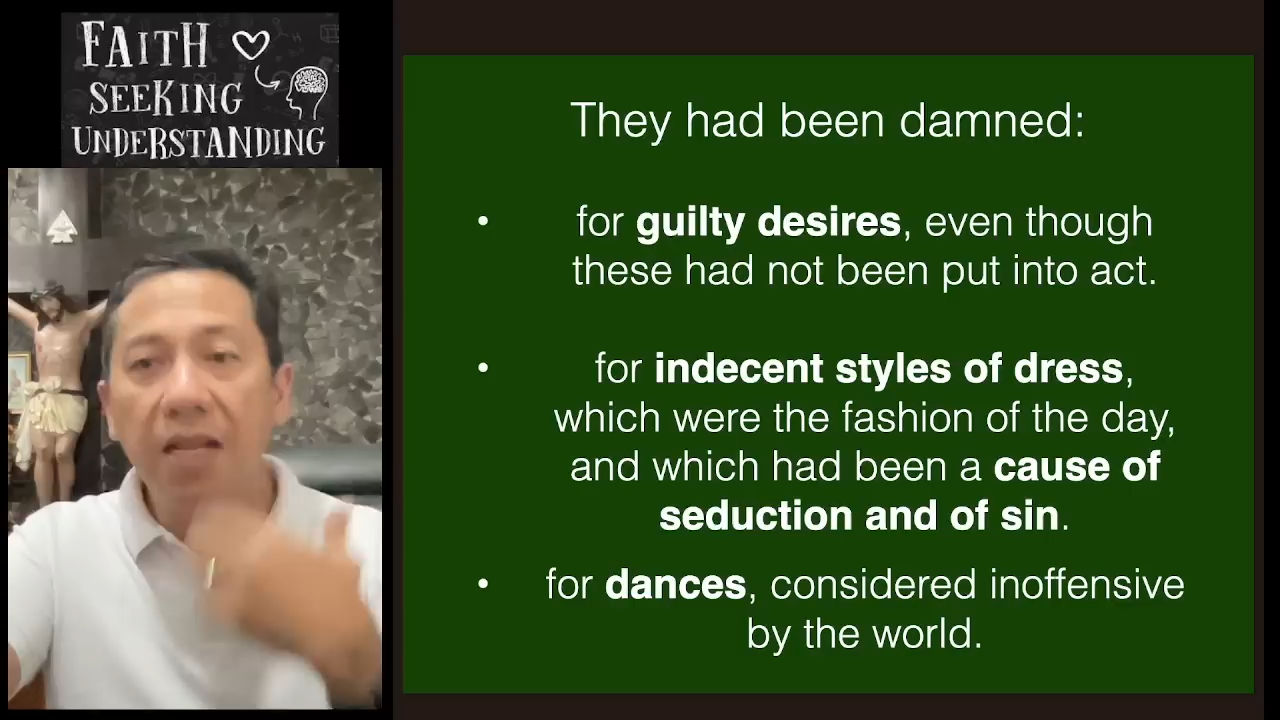 FAITH
SEEKING
UNDERSTANDING
They had been damned:
• for guilty desires, even though
these had not been put into act.
• for indecent styles of dress,
which were the fashion of the day,
and which had been a cause of
seduction and of sin.
• for dances, considered inoffensive
by the world.